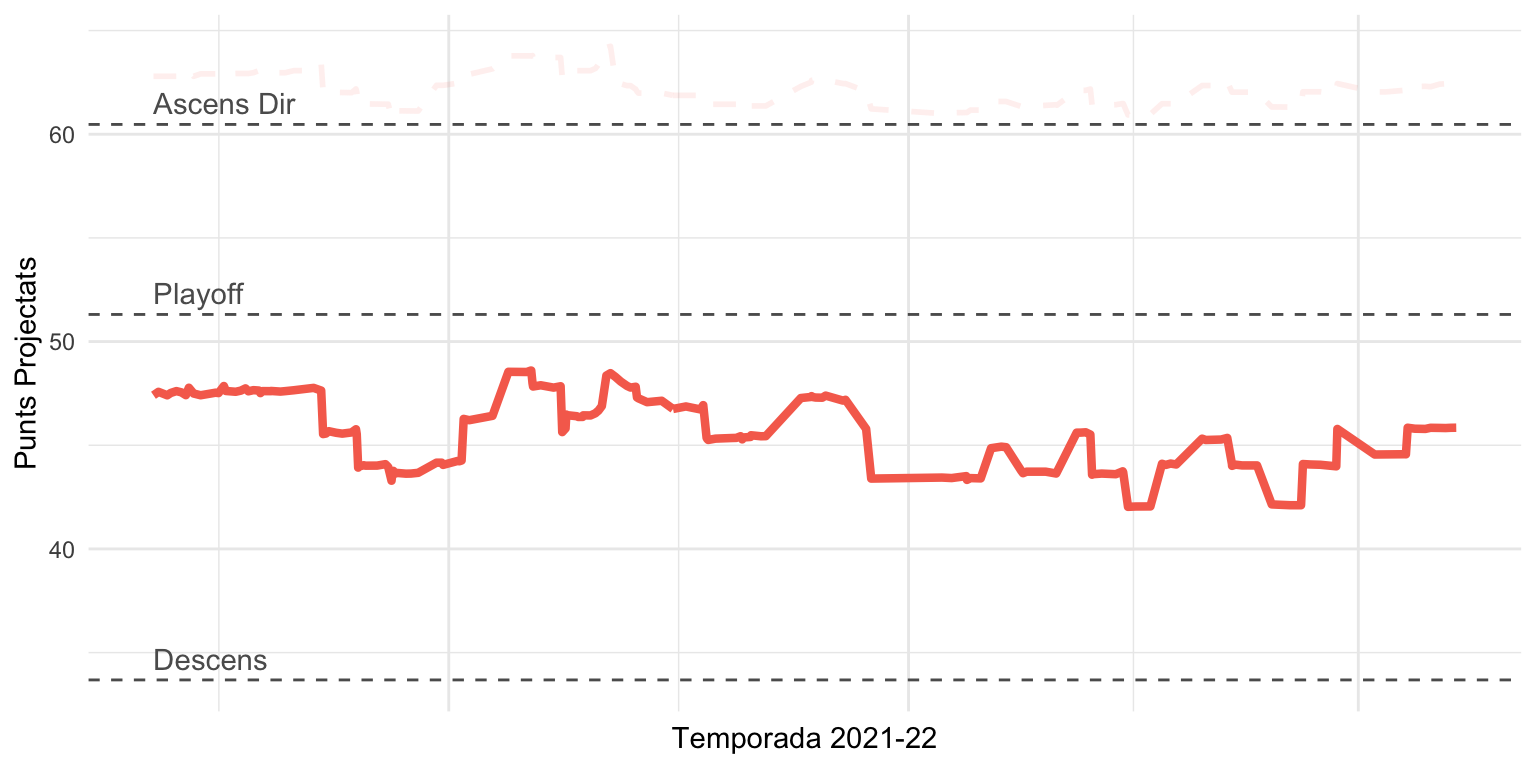 Ascens Dir
60
Playoff
50
40
Descens
Punts Projectats
Temporada 2021-22